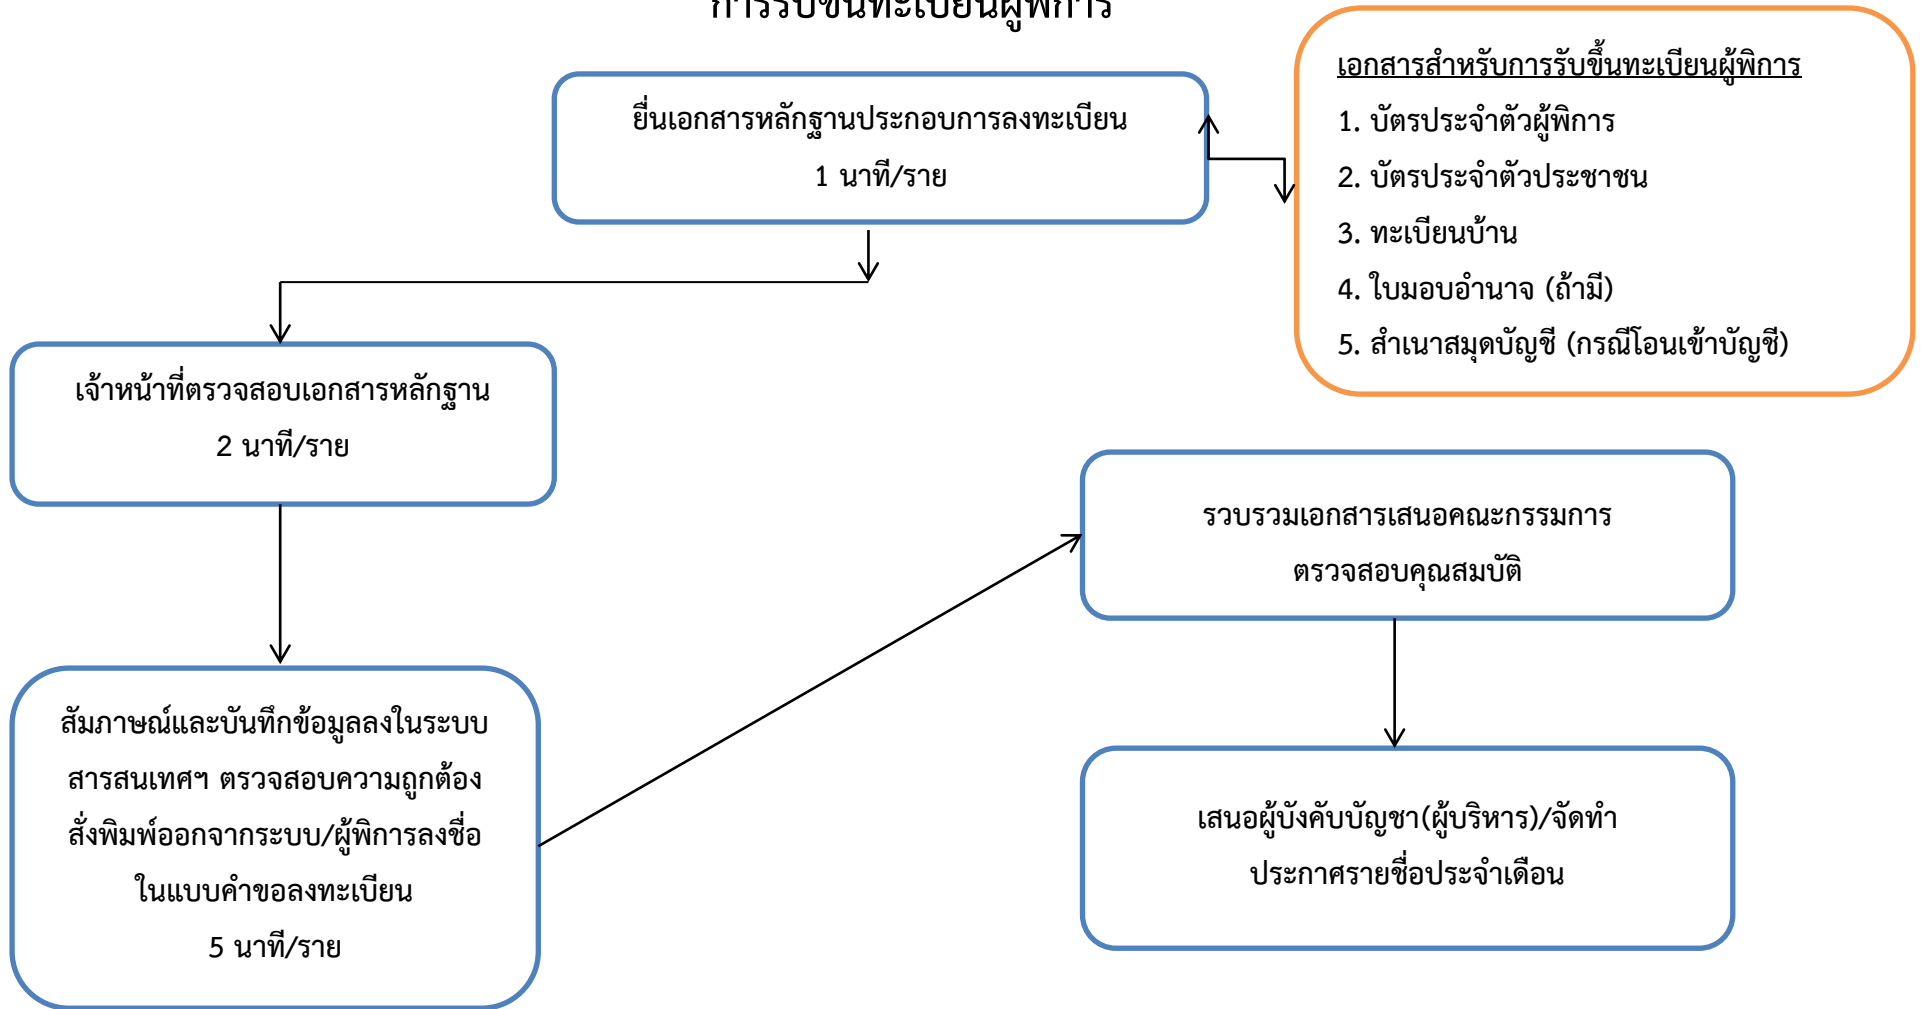 การรับขึ้นทะเบียนผู้พิการ
ยื่นเอกสารหลักฐานประกอบการลงทะเบียน
1 นาที/ราย
เอกสารสำหรับการรับขึ้นทะเบียนผู้พิการ
1. บัตรประจำตัวผู้พิการ
2. บัตรประจำตัวประชาชน
3. ทะเบียนบ้าน
4. ใบมอบอำนาจ (ถ้ามี)
5. สำเนาสมุดบัญชี (กรณีโอนเข้าบัญชี)
เจ้าหน้าที่ตรวจสอบเอกสารหลักฐาน
2 นาที/ราย
สัมภาษณ์และบันทึกข้อมูลลงในระบบ
สารสนเทศฯ ตรวจสอบความถูกต้อง
สั่งพิมพ์ออกจากระบบ/ผู้พิการลงชื่อ
ในแบบคำขอลงทะเบียน
5 นาที/ราย
รวบรวมเอกสารเสนอคณะกรรมการ
ตรวจสอบคุณสมบัติ
เสนอผู้บังคับบัญชา(ผู้บริหาร)/จัดทำ
ประกาศรายชื่อประจำเดือน